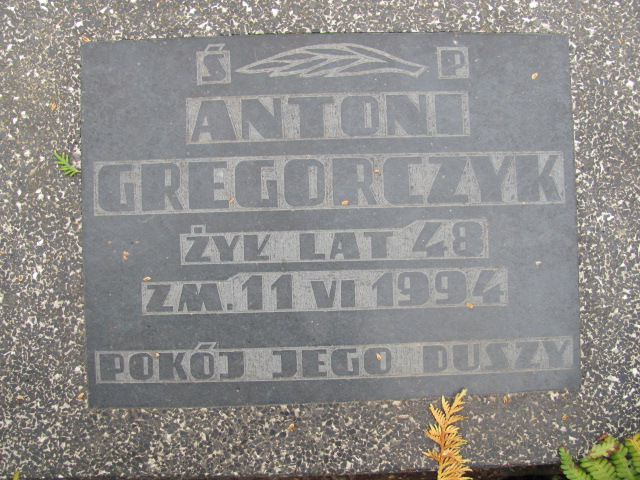 Ś P
ANTONI
GREGORCZYK
ŻYŁ LAT 48
ZM. 11 VI 1994
POKÓJ JEGO DUSZY